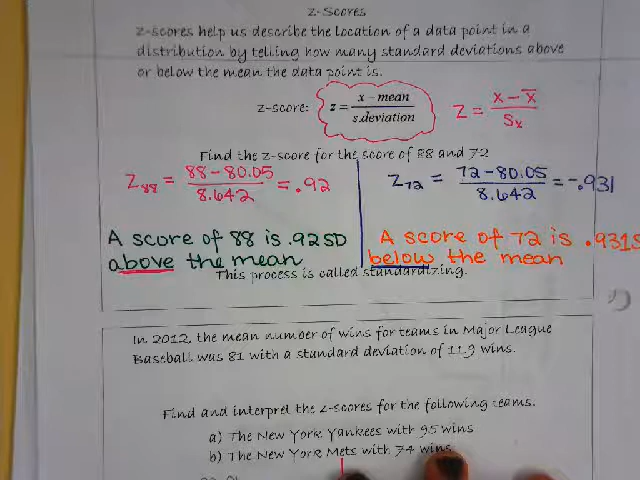 z-Scores
z-scores help us describe the location of a data point in a
distribution by telling how many standard deviations above
or below the mean the data point is.
z-score: z = x - mean / s.deviation z = x - x̄ / Sx
Find the z-score for the score of 88 and 72
Z88 = 88 - 80.05 / 8.642 = .92
Z72 = 72 - 80.05 / 8.642 = -.931
A score of 88 is .92 SD
above the mean
A score of 72 is .931 S
below the mean
This process is called standardizing.
In 2012, the mean number of wins for teams in Major League
Baseball was 81 with a standard deviation of 11.9 wins.
Find and interpret the z-scores for the following teams.
a) The New York Yankees with 95 wins
b) The New York Mets with 74 wins